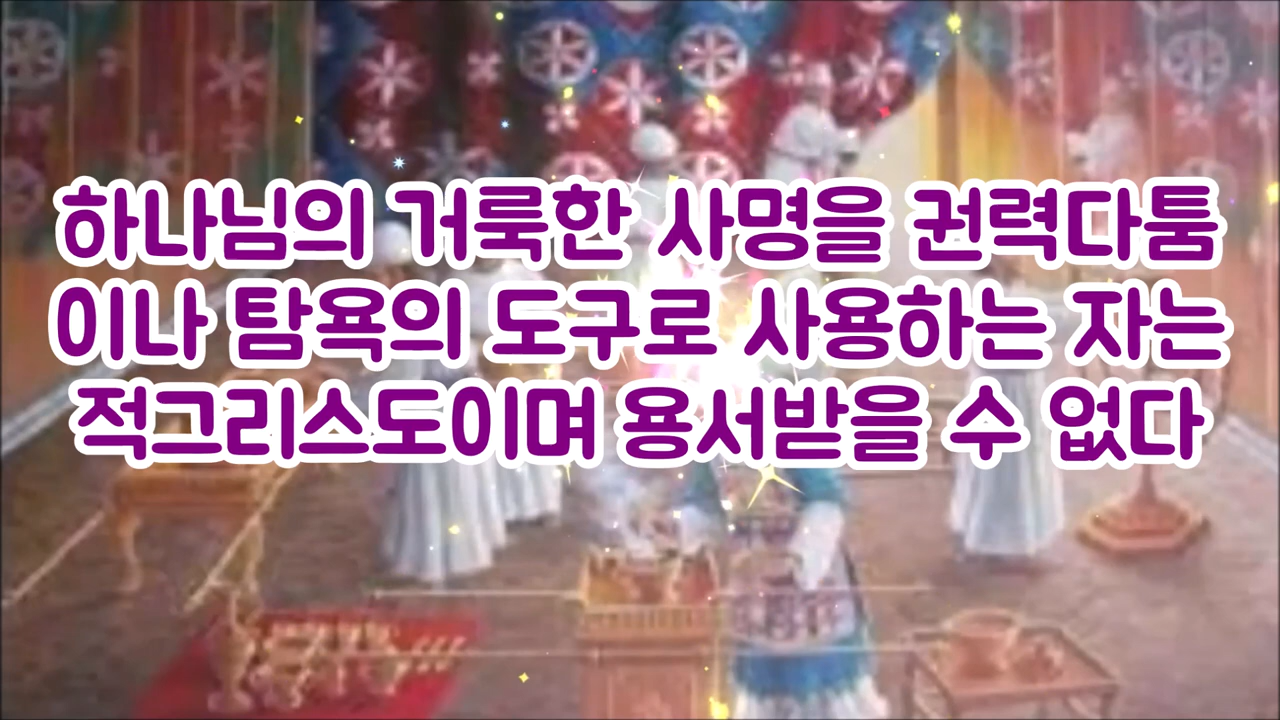 하나님의 거룩한 사명을 권력다툼
이나 탐욕의 도구로 사용하는 자는
적그리스도이며 용서받을 수 없다